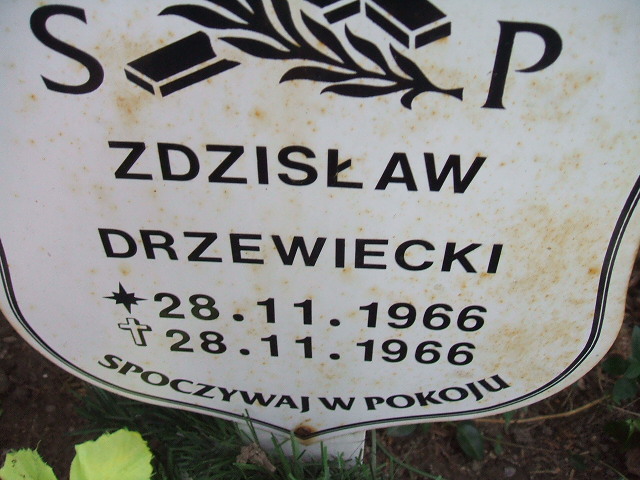 S P
ZDZISŁAW
DRZEWIECKI
28.11.1966
28.11.1966
SPOCZYWAJ W POKOJU